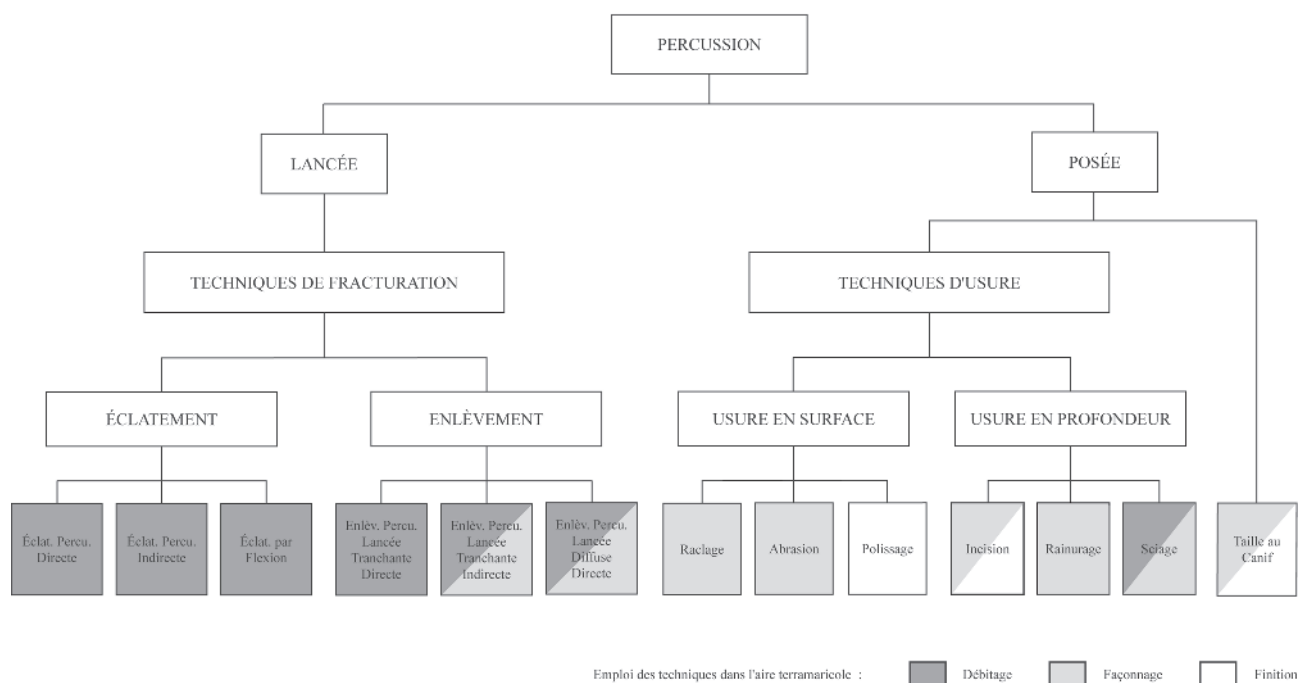 PERCUSSION
LANCÉE
POSÉE
TECHNIQUES DE FRACTURATION
TECHNIQUES D'USURE
ÉCLATEMENT
ENLÈVEMENT
USURE EN SURFACE
USURE EN PROFONDEUR
Éclat. Percu.
Directe
Éclat. Percu.
Indirecte
Éclat. par
Flexion
Enlèv. Percu.
Lancée
Tranchante
Directe
Enlèv. Percu.
Lancée
Tranchante
Indirecte
Enlèv. Percu.
Lancée
Diffuse
Directe
Raclage
Abrasion
Polissage
Incision
Rainurage
Sciage
Taille au
Canif
Emploi des techniques dans l'aire terramaricole :
Débitage
Façonnage
Finition